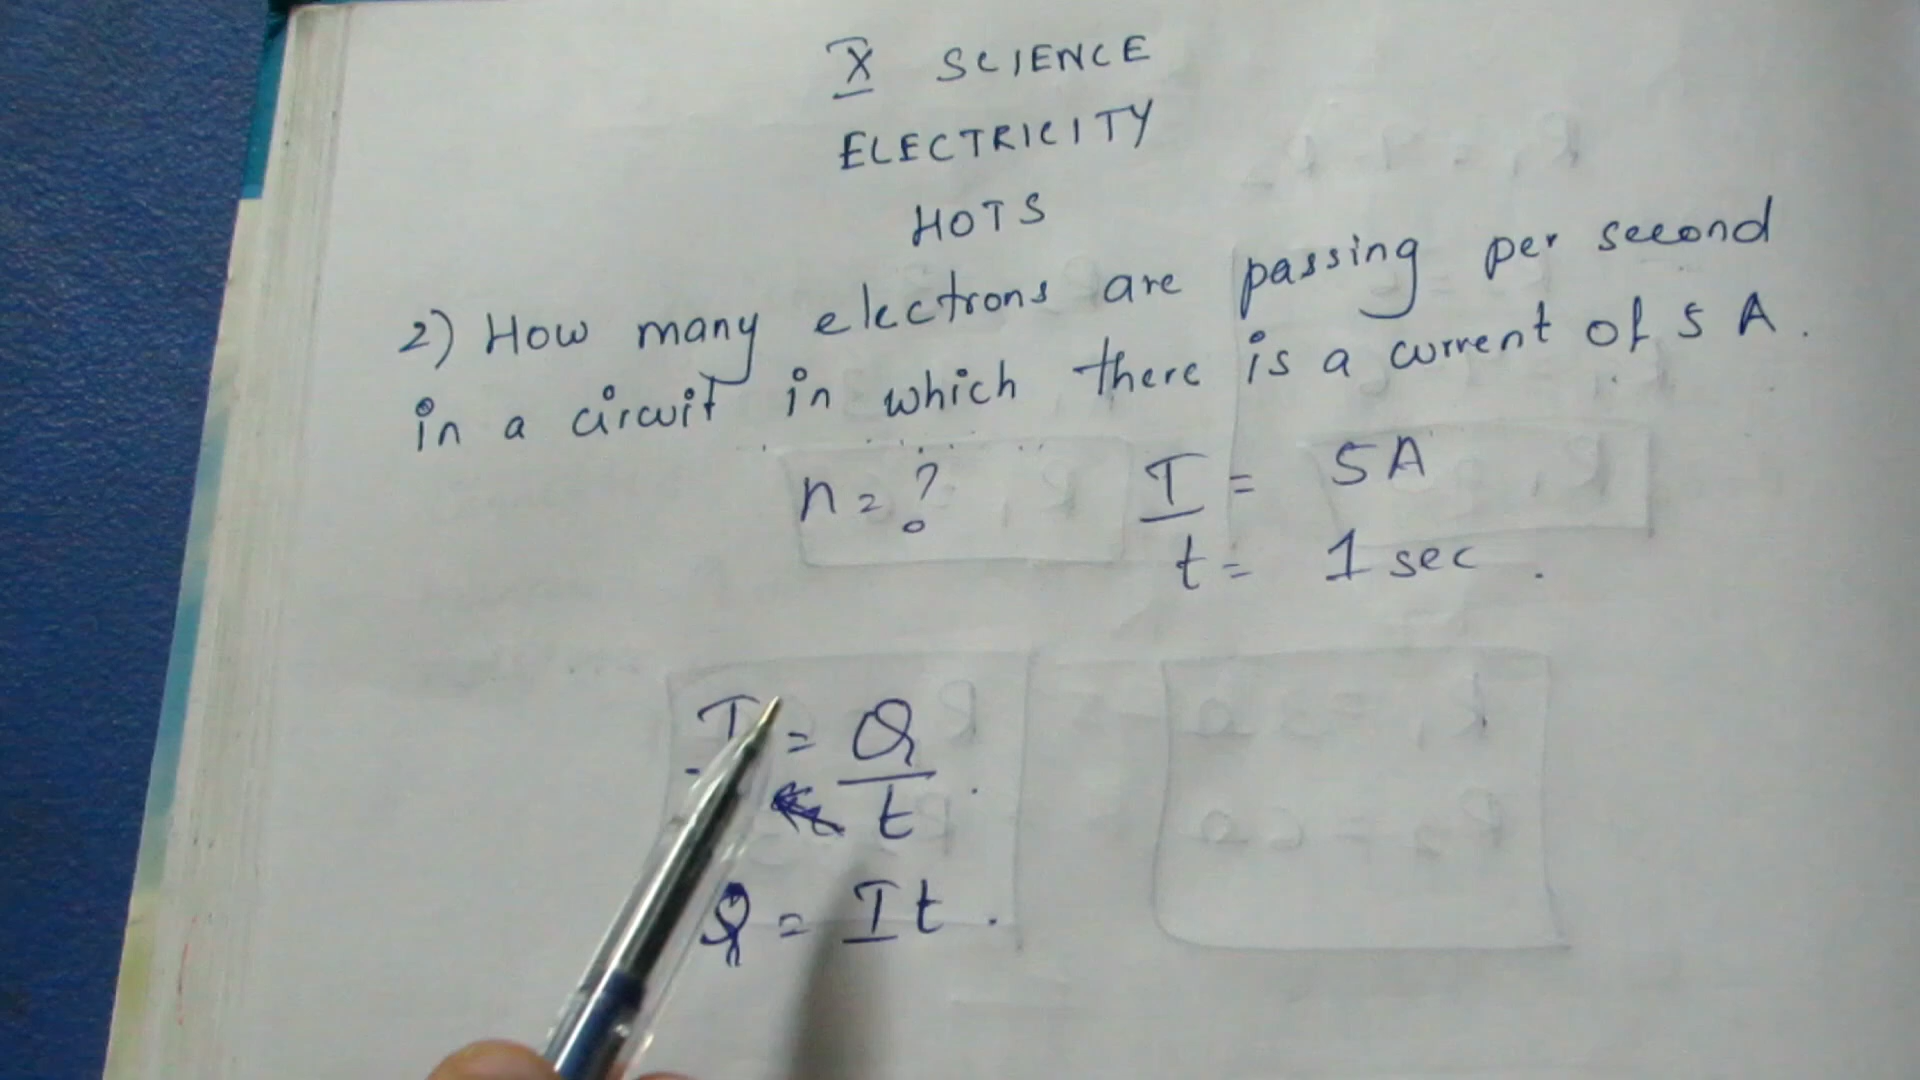 X SCIENCE
ELECTRICITY
HOTS
2) How many electrons are passing per second
in a circuit in which there is a current of 5 A.
n = ? I = 5A
t = 1 sec.
I = Q/t.
Q = It.